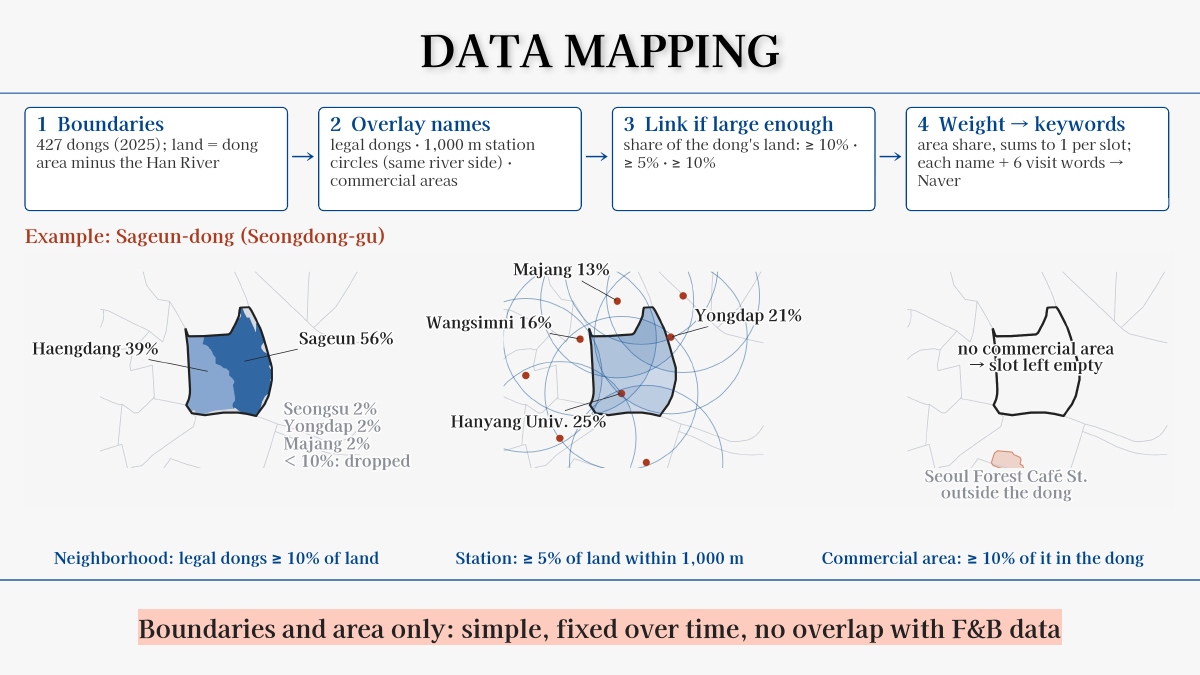 DATA MAPPING
1 Boundaries
427 dongs (2025); land = dong
area minus the Han River
2 Overlay names
legal dongs · 1,000 m station
circles (same river side) ·
commercial areas
3 Link if large enough
share of the dong's land: ≥ 10% ·
≥ 5% · ≥ 10%
4 Weight → keywords
area share, sums to 1 per slot;
each name + 6 visit words →
Naver
Example: Sageun-dong (Seongdong-gu)
Haengdang 39%
Sageun 56%
Seongsu 2%
Yongdap 2%
Majang 2%
< 10%: dropped
Majang 13%
Wangsimni 16%
Yongdap 21%
Hanyang Univ. 25%
no commercial area
→ slot left empty
Seoul Forest Café St.
outside the dong
Neighborhood: legal dongs ≥ 10% of land
Station: ≥ 5% of land within 1,000 m
Commercial area: ≥ 10% of it in the dong
Boundaries and area only: simple, fixed over time, no overlap with F&B data